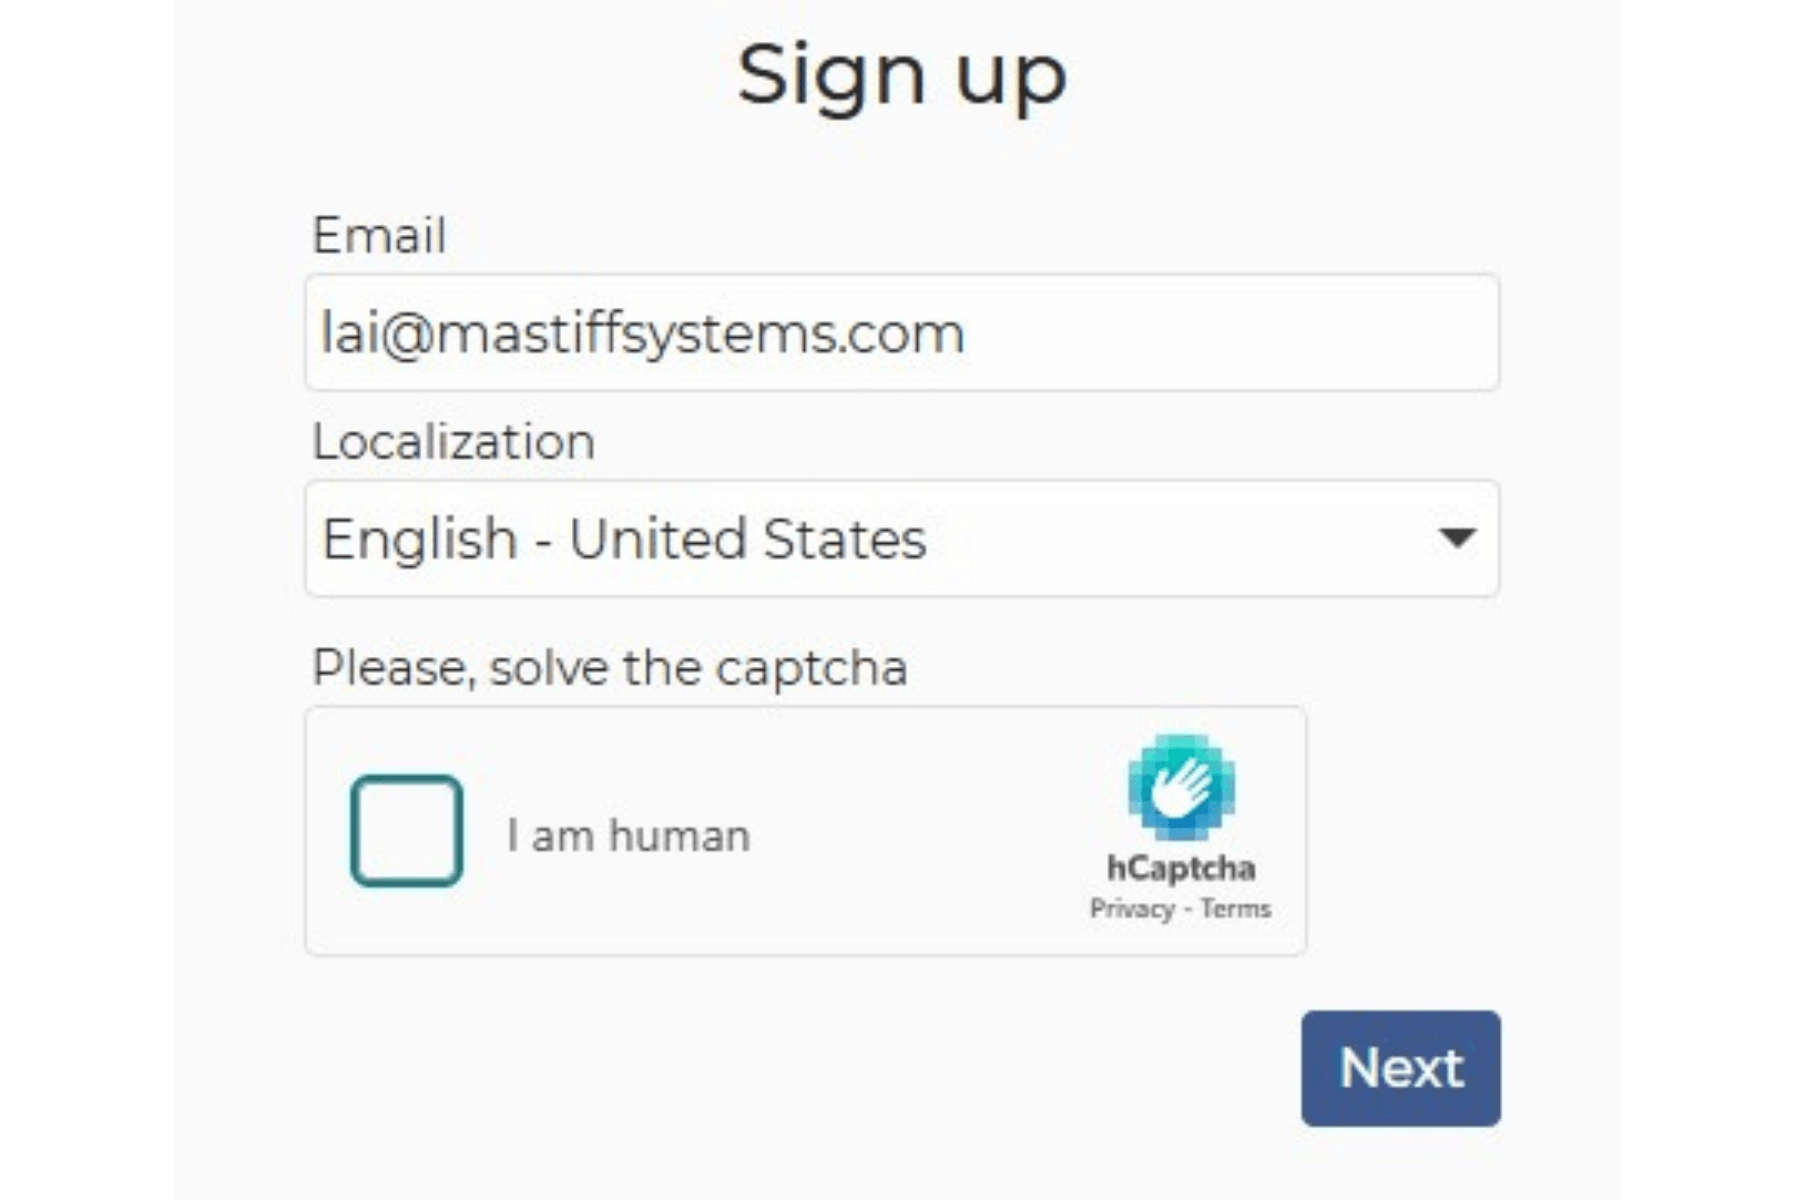 Sign up
Email
lai@mastiffsystems.com
Localization
English - United States
Please, solve the captcha
I am human
hCaptcha
Privacy - Terms
Next